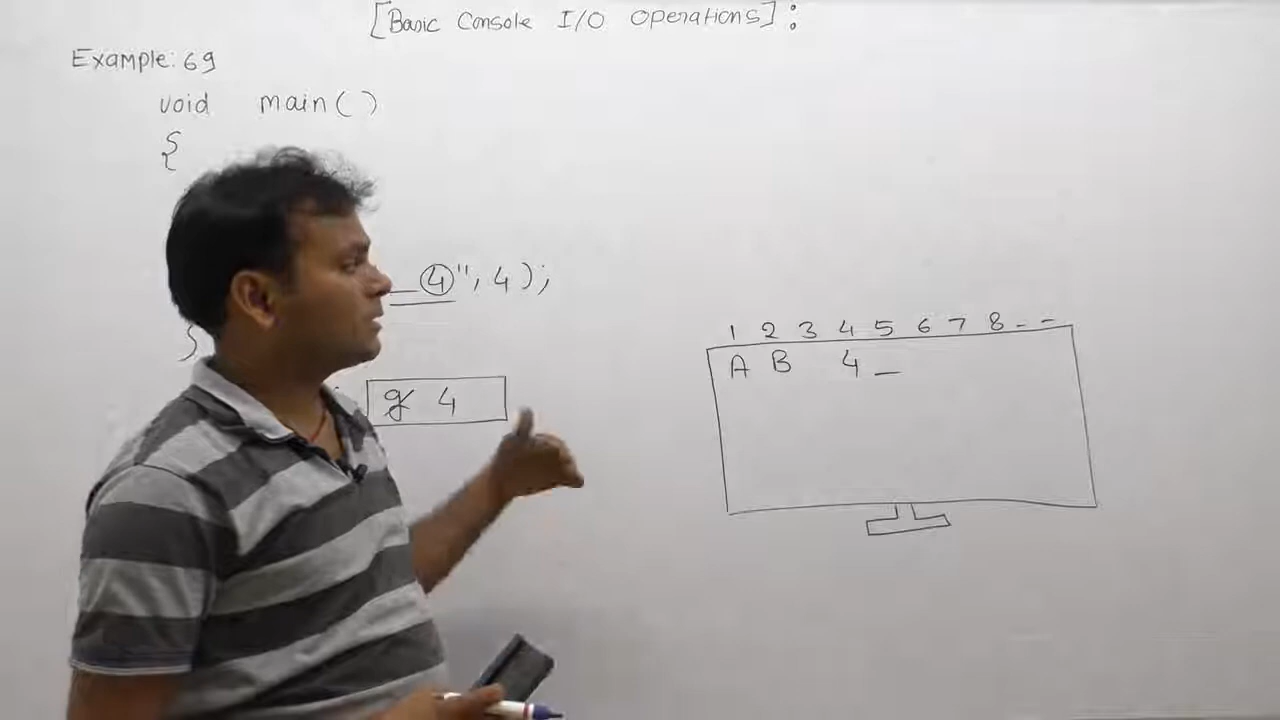 [Basic Console I/O Operations]:
Example: 69
void main()
{
4", 4);
}
4
1 2 3 4 5 6 7 8 - -
A B 4 _